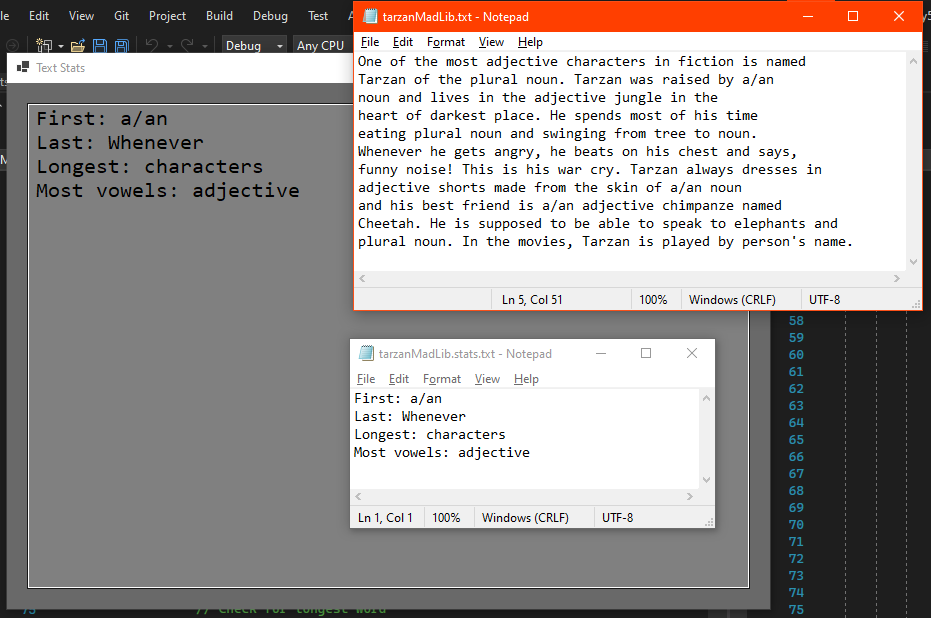 le Edit View Git Project Build Debug Test
Debug Any CPU
Text Stats
First: a/an
Last: Whenever
Longest: characters
Most vowels: adjective
tarzanMadLib.txt - Notepad
File Edit Format View Help
One of the most adjective characters in fiction is named
Tarzan of the plural noun. Tarzan was raised by a/an
noun and lives in the adjective jungle in the
heart of darkest place. He spends most of his time
eating plural noun and swinging from tree to noun.
Whenever he gets angry, he beats on his chest and says,
funny noise! This is his war cry. Tarzan always dresses in
adjective shorts made from the skin of a/an noun
and his best friend is a/an adjective chimpanze named
Cheetah. He is supposed to be able to speak to elephants and
plural noun. In the movies, Tarzan is played by person's name.
Ln 5, Col 51 100% Windows (CRLF) UTF-8
tarzanMadLib.stats.txt - Notepad
File Edit Format View Help
First: a/an
Last: Whenever
Longest: characters
Most vowels: adjective
Ln 1, Col 1 100% Windows (CRLF) UTF-8
58
59
60
61
62
63
64
65
66
67
68
69
70
71
72
73
74
75
// Check for longest word